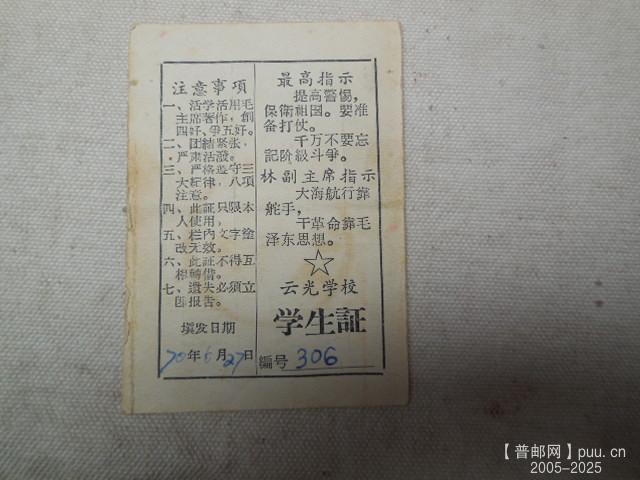 注意事項
一、活学活用毛
主席著作，創
四好、争五好。
二、团結緊张，
严肃活潑。
三、严格遵守三
大紀律，八項
注意。
四、此証只限本
人使用，
五、栏内文字塗
改无效。
六、此証不得互
相轉借。
七、遺失必須立
即报告。
填发日期
70年6月27日
最高指示
提高警惕，
保衛祖国。要准
备打仗。
千万不要忘
記阶級斗爭。
林副主席指示
大海航行靠
舵手，
干革命靠毛
泽东思想。
云光学校
学生証
編号 306
【普邮网】puu.cn
2005-2025